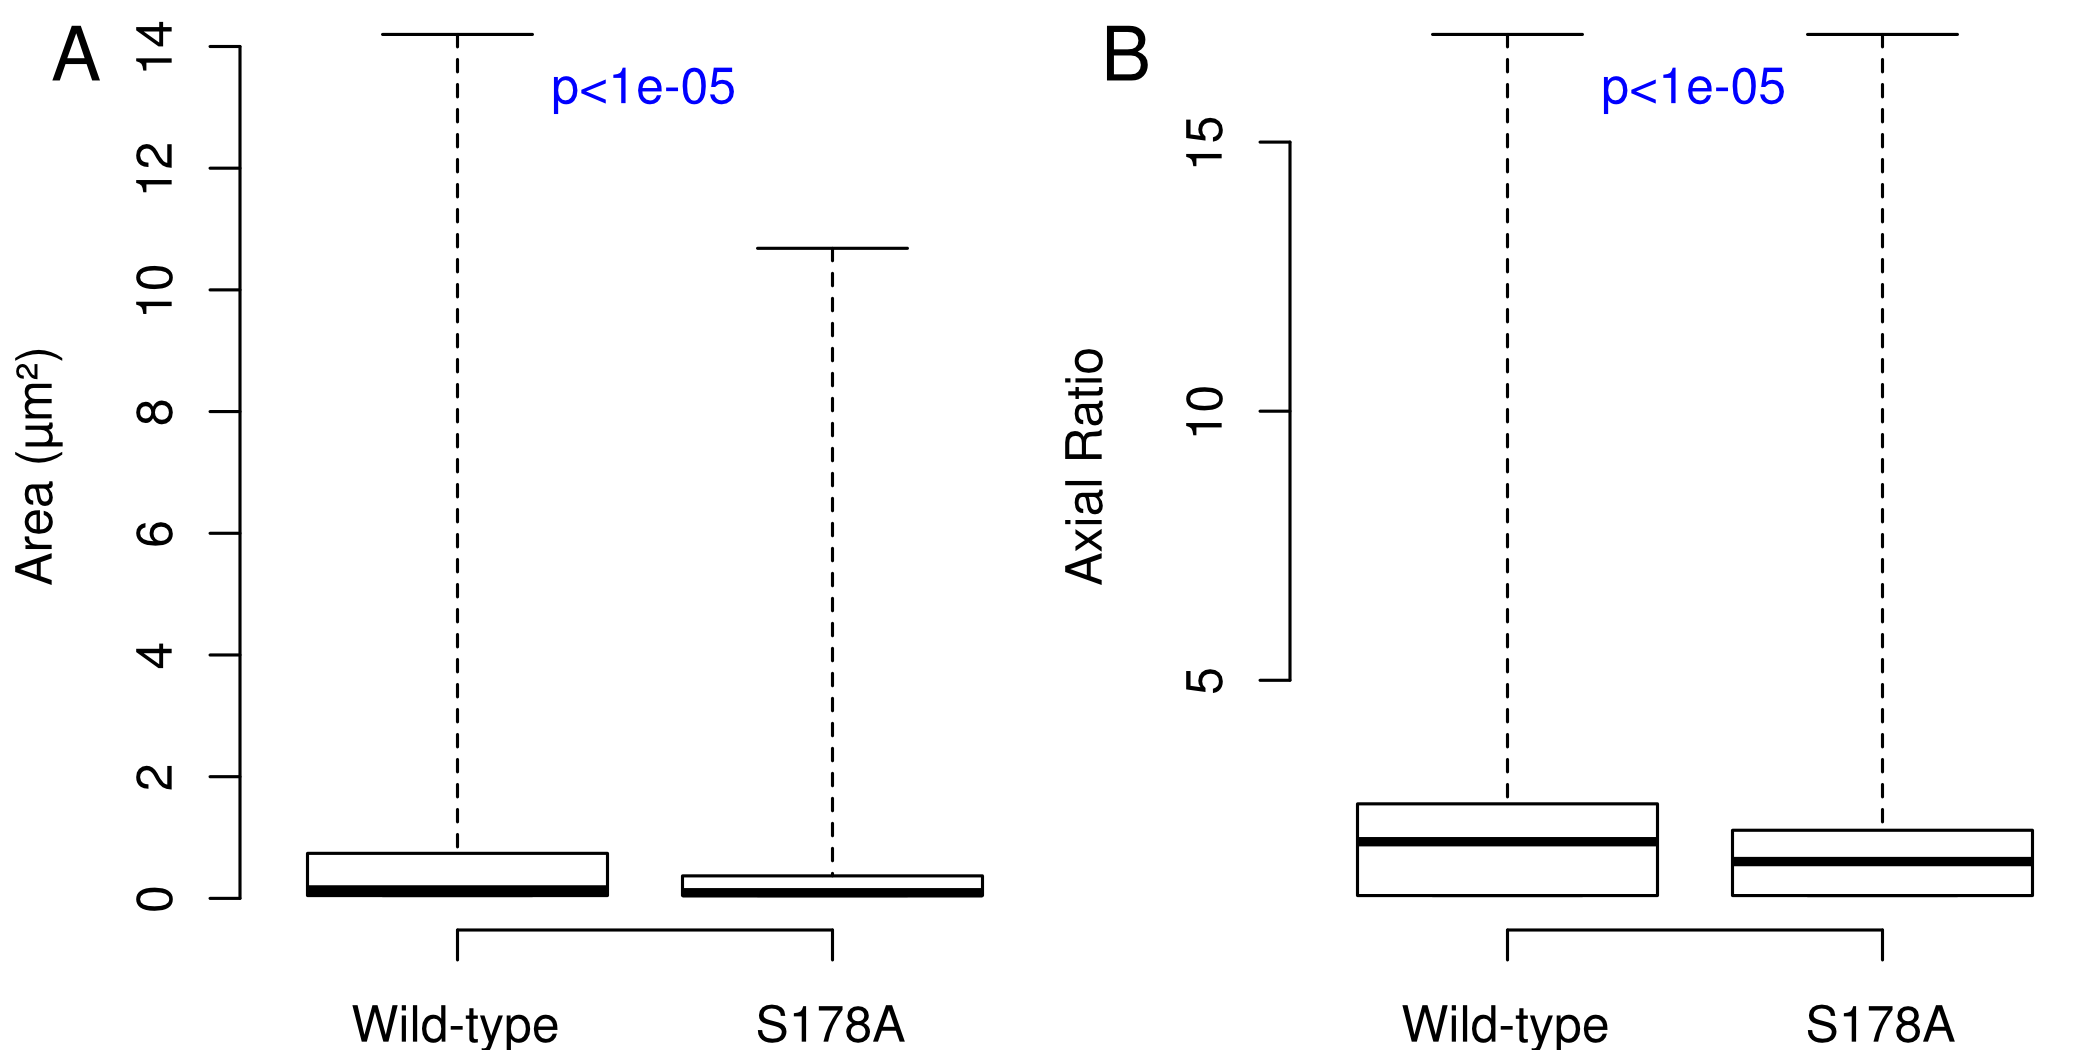 A
p<1e-05
Area (µm²)
14
12
10
8
6
4
2
0
Wild-type
S178A
B
p<1e-05
Axial Ratio
15
10
5
Wild-type
S178A